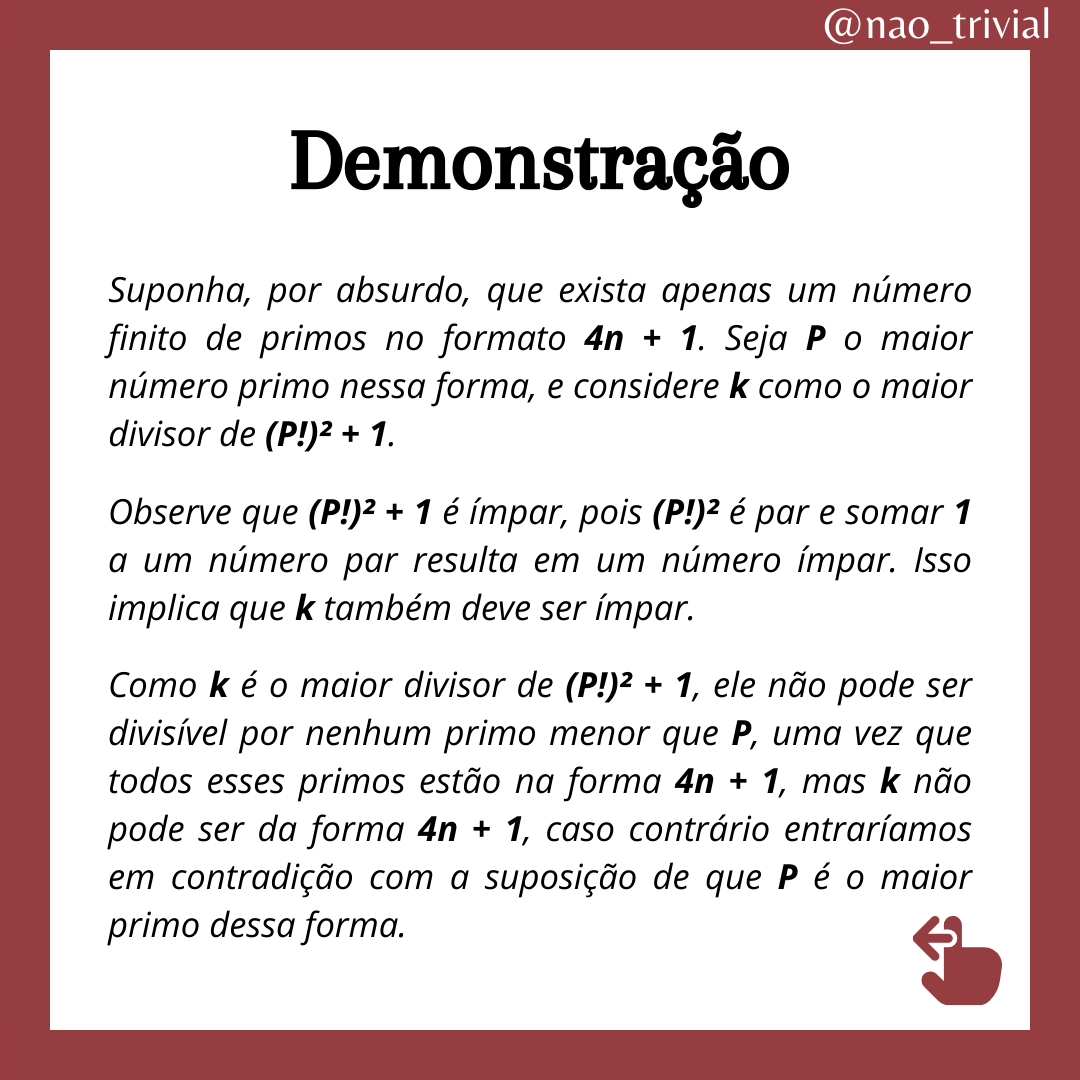 @nao_trivial
Demonstração
Suponha, por absurdo, que exista apenas um número
finito de primos no formato 4n + 1. Seja P o maior
número primo nessa forma, e considere k como o maior
divisor de (P!)² + 1.
Observe que (P!)² + 1 é ímpar, pois (P!)² é par e somar 1
a um número par resulta em um número ímpar. Isso
implica que k também deve ser ímpar.
Como k é o maior divisor de (P!)² + 1, ele não pode ser
divisível por nenhum primo menor que P, uma vez que
todos esses primos estão na forma 4n + 1, mas k não
pode ser da forma 4n + 1, caso contrário entraríamos
em contradição com a suposição de que P é o maior
primo dessa forma.